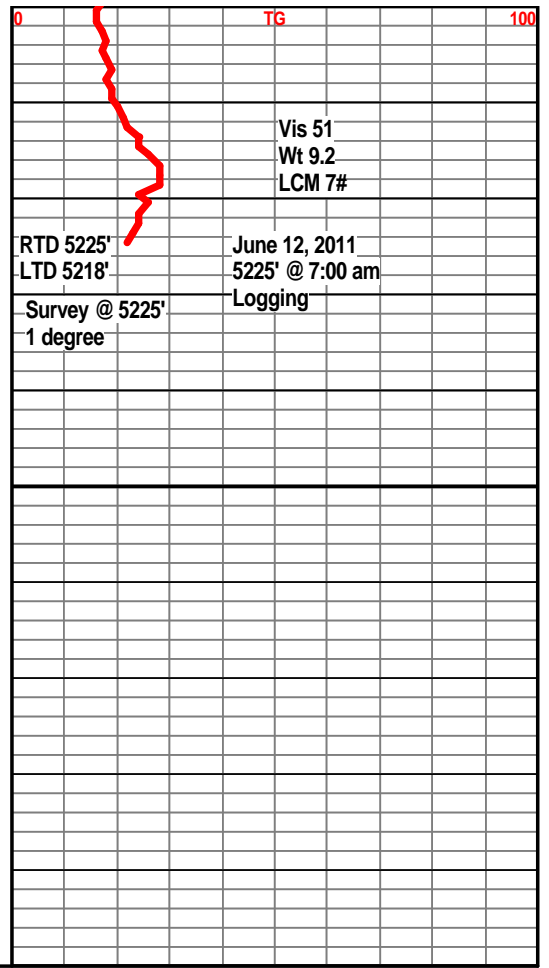 0 TG 100
Vis 51
Wt 9.2
LCM 7#
RTD 5225'
LTD 5218'
June 12, 2011
5225' @ 7:00 am
Logging
Survey @ 5225'
1 degree